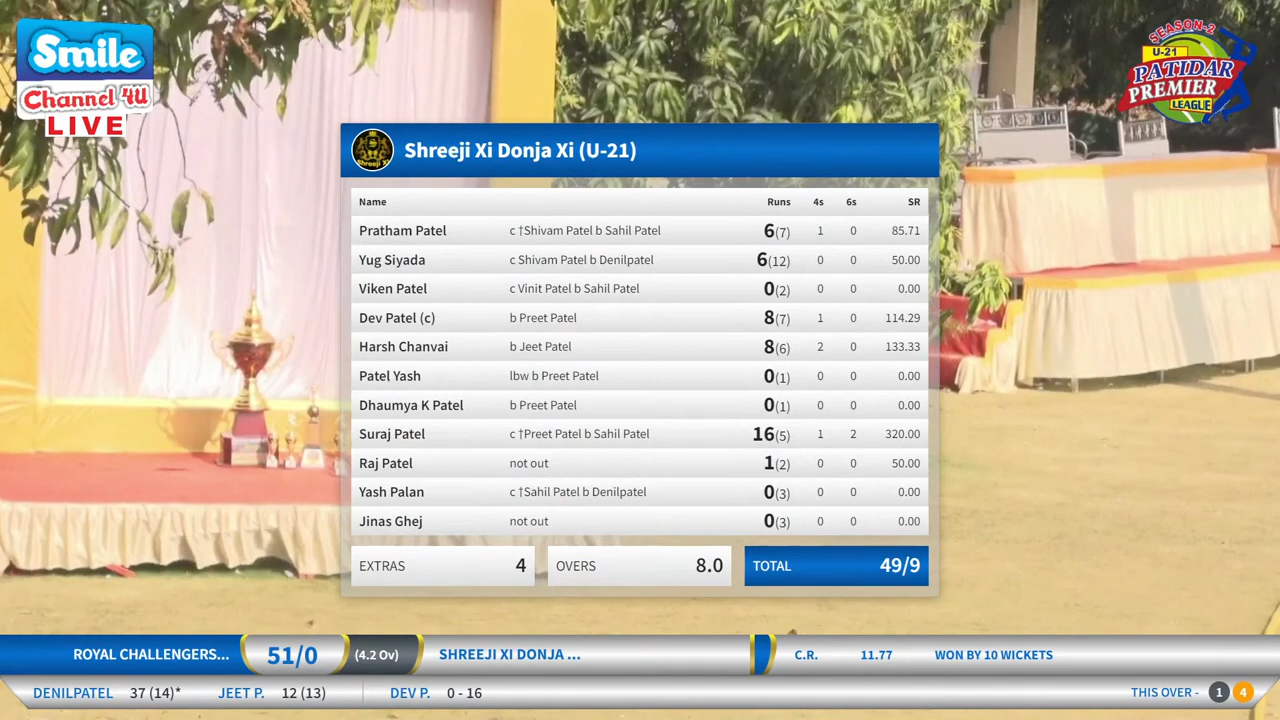 Smile
Channel 4U
LIVE
SEASON-2
U-21
PATIDAR
PREMIER
LEAGUE
Shreeji Xi
Shreeji Xi Donja Xi (U-21)
Name Runs 4s 6s SR
Pratham Patel c †Shivam Patel b Sahil Patel 6(7) 1 0 85.71
Yug Siyada c Shivam Patel b Denilpatel 6(12) 0 0 50.00
Viken Patel c Vinit Patel b Sahil Patel 0(2) 0 0 0.00
Dev Patel (c) b Preet Patel 8(7) 1 0 114.29
Harsh Chanvai b Jeet Patel 8(6) 2 0 133.33
Patel Yash lbw b Preet Patel 0(1) 0 0 0.00
Dhaumya K Patel b Preet Patel 0(1) 0 0 0.00
Suraj Patel c †Preet Patel b Sahil Patel 16(5) 1 2 320.00
Raj Patel not out 1(2) 0 0 50.00
Yash Palan c †Sahil Patel b Denilpatel 0(3) 0 0 0.00
Jinas Ghej not out 0(3) 0 0 0.00
EXTRAS 4 OVERS 8.0 TOTAL 49/9
ROYAL CHALLENGERS... 51/0 (4.2 Ov) SHREEJI XI DONJA ... C.R. 11.77 WON BY 10 WICKETS
DENILPATEL 37 (14)* JEET P. 12 (13) DEV P. 0 - 16 THIS OVER - 1 4